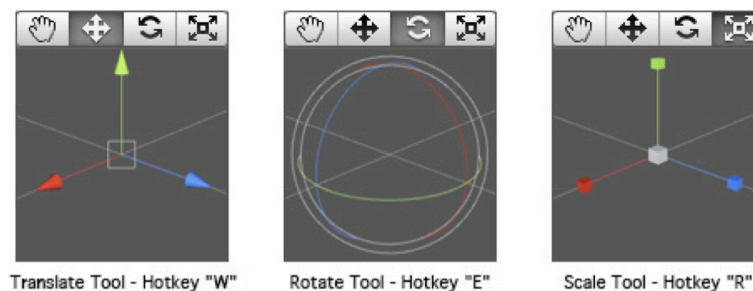 Translate Tool - Hotkey "W"
Rotate Tool - Hotkey "E"
Scale Tool - Hotkey "R"